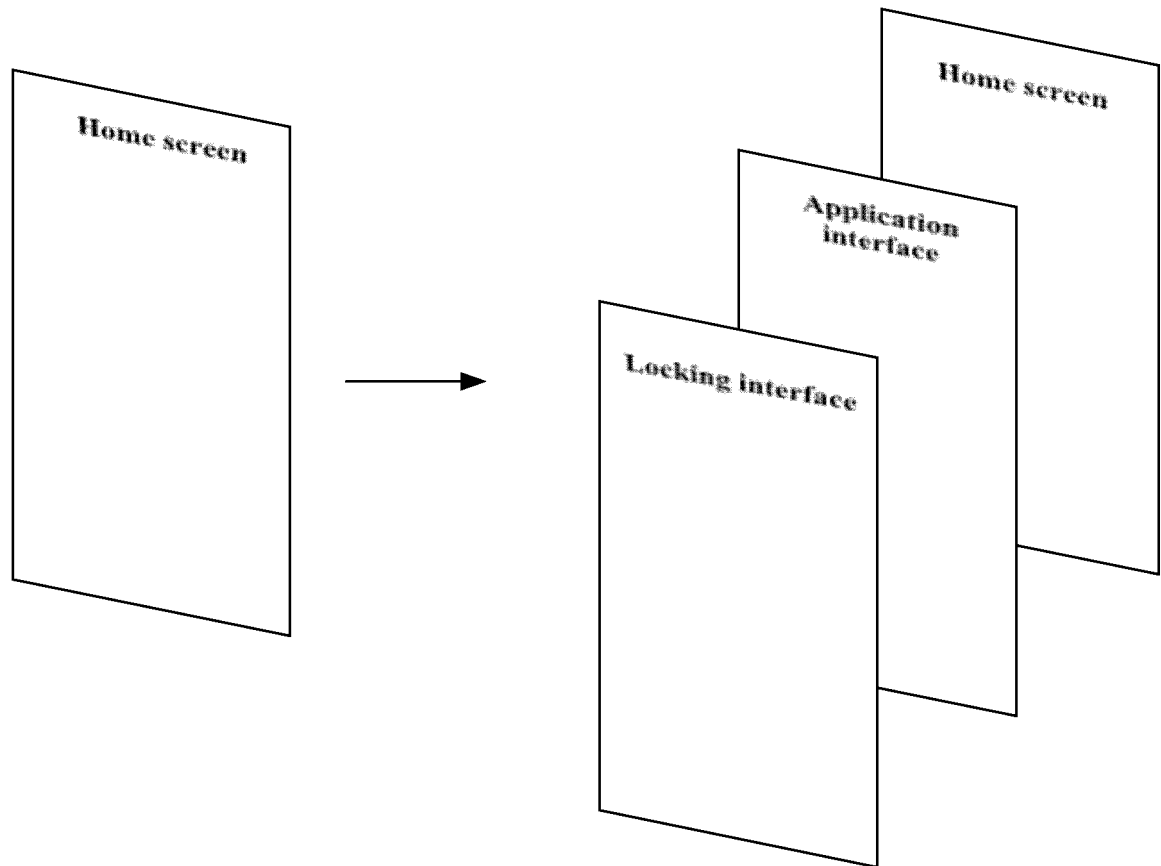 Home screen
Home screen
Application
interface
Locking interface